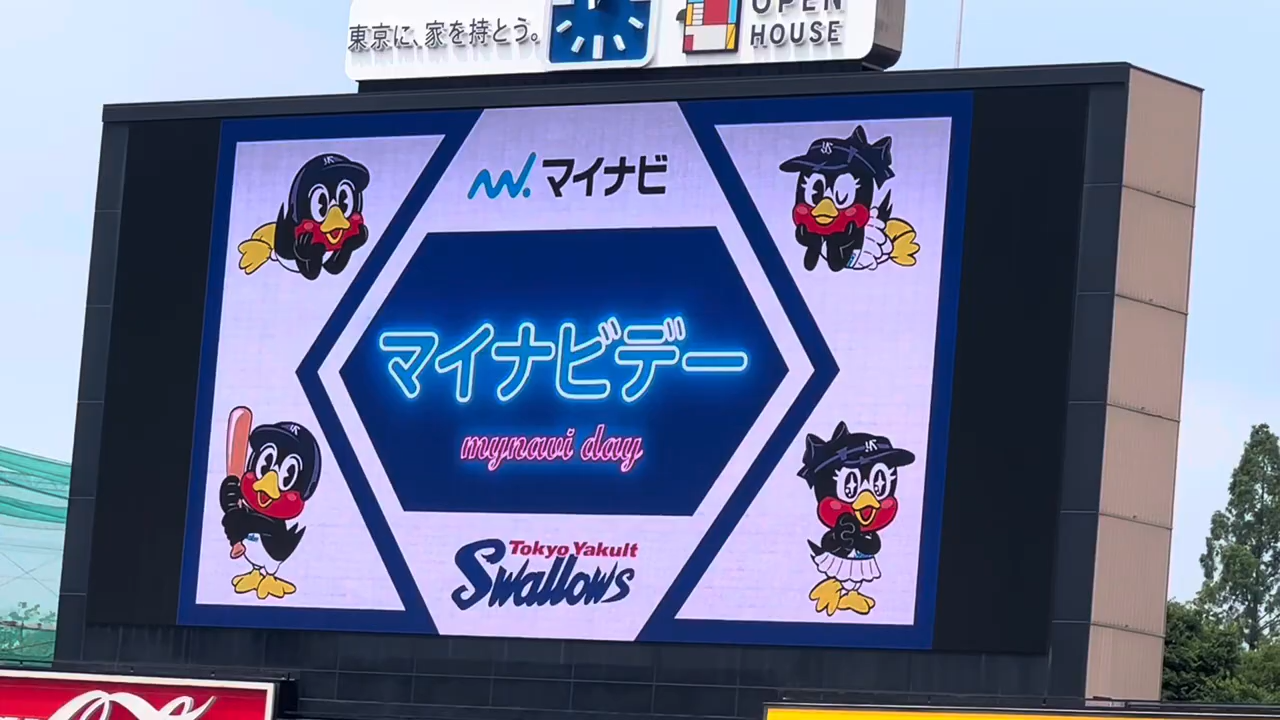 東京に、家を持とう。
OPEN
HOUSE
マイナビ
マイナビデー
mynavi day
Tokyo Yakult
Swallows